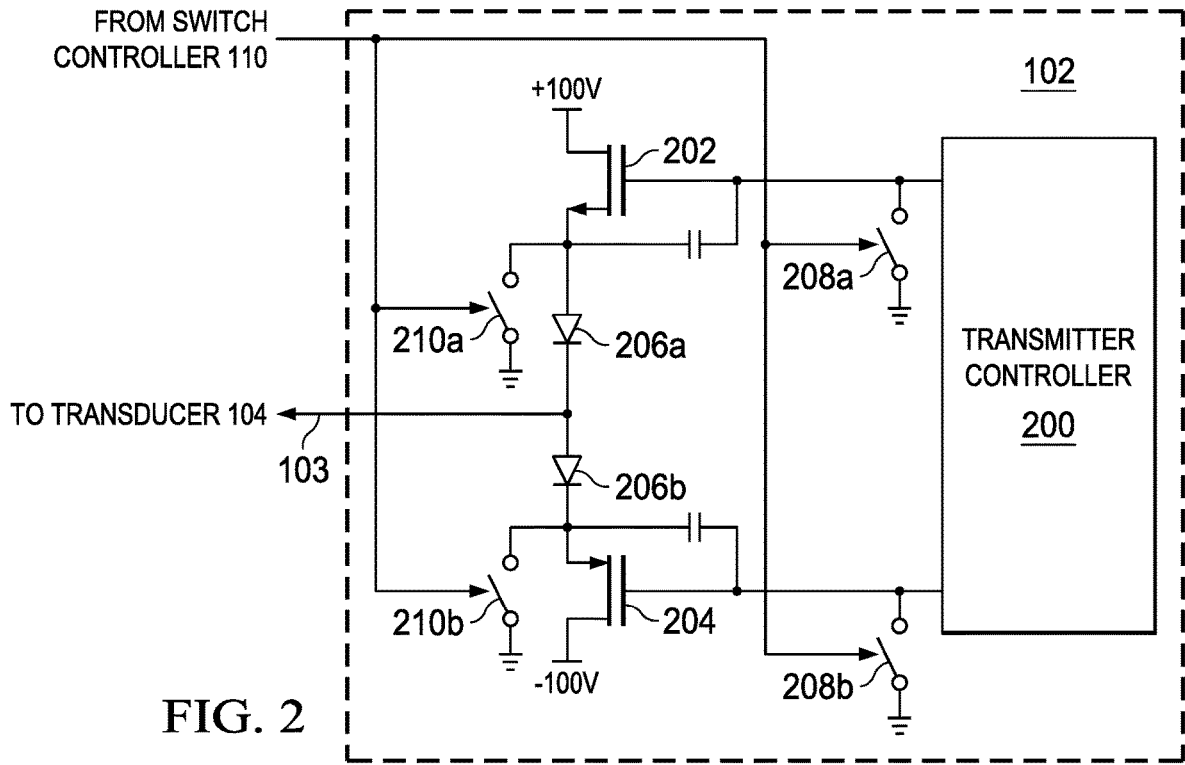 FROM SWITCH
CONTROLLER 110
102
+100V
202
208a
210a
206a
TRANSMITTER
CONTROLLER
200
TO TRANSDUCER 104
103
206b
210b
204
-100V
208b
FIG. 2